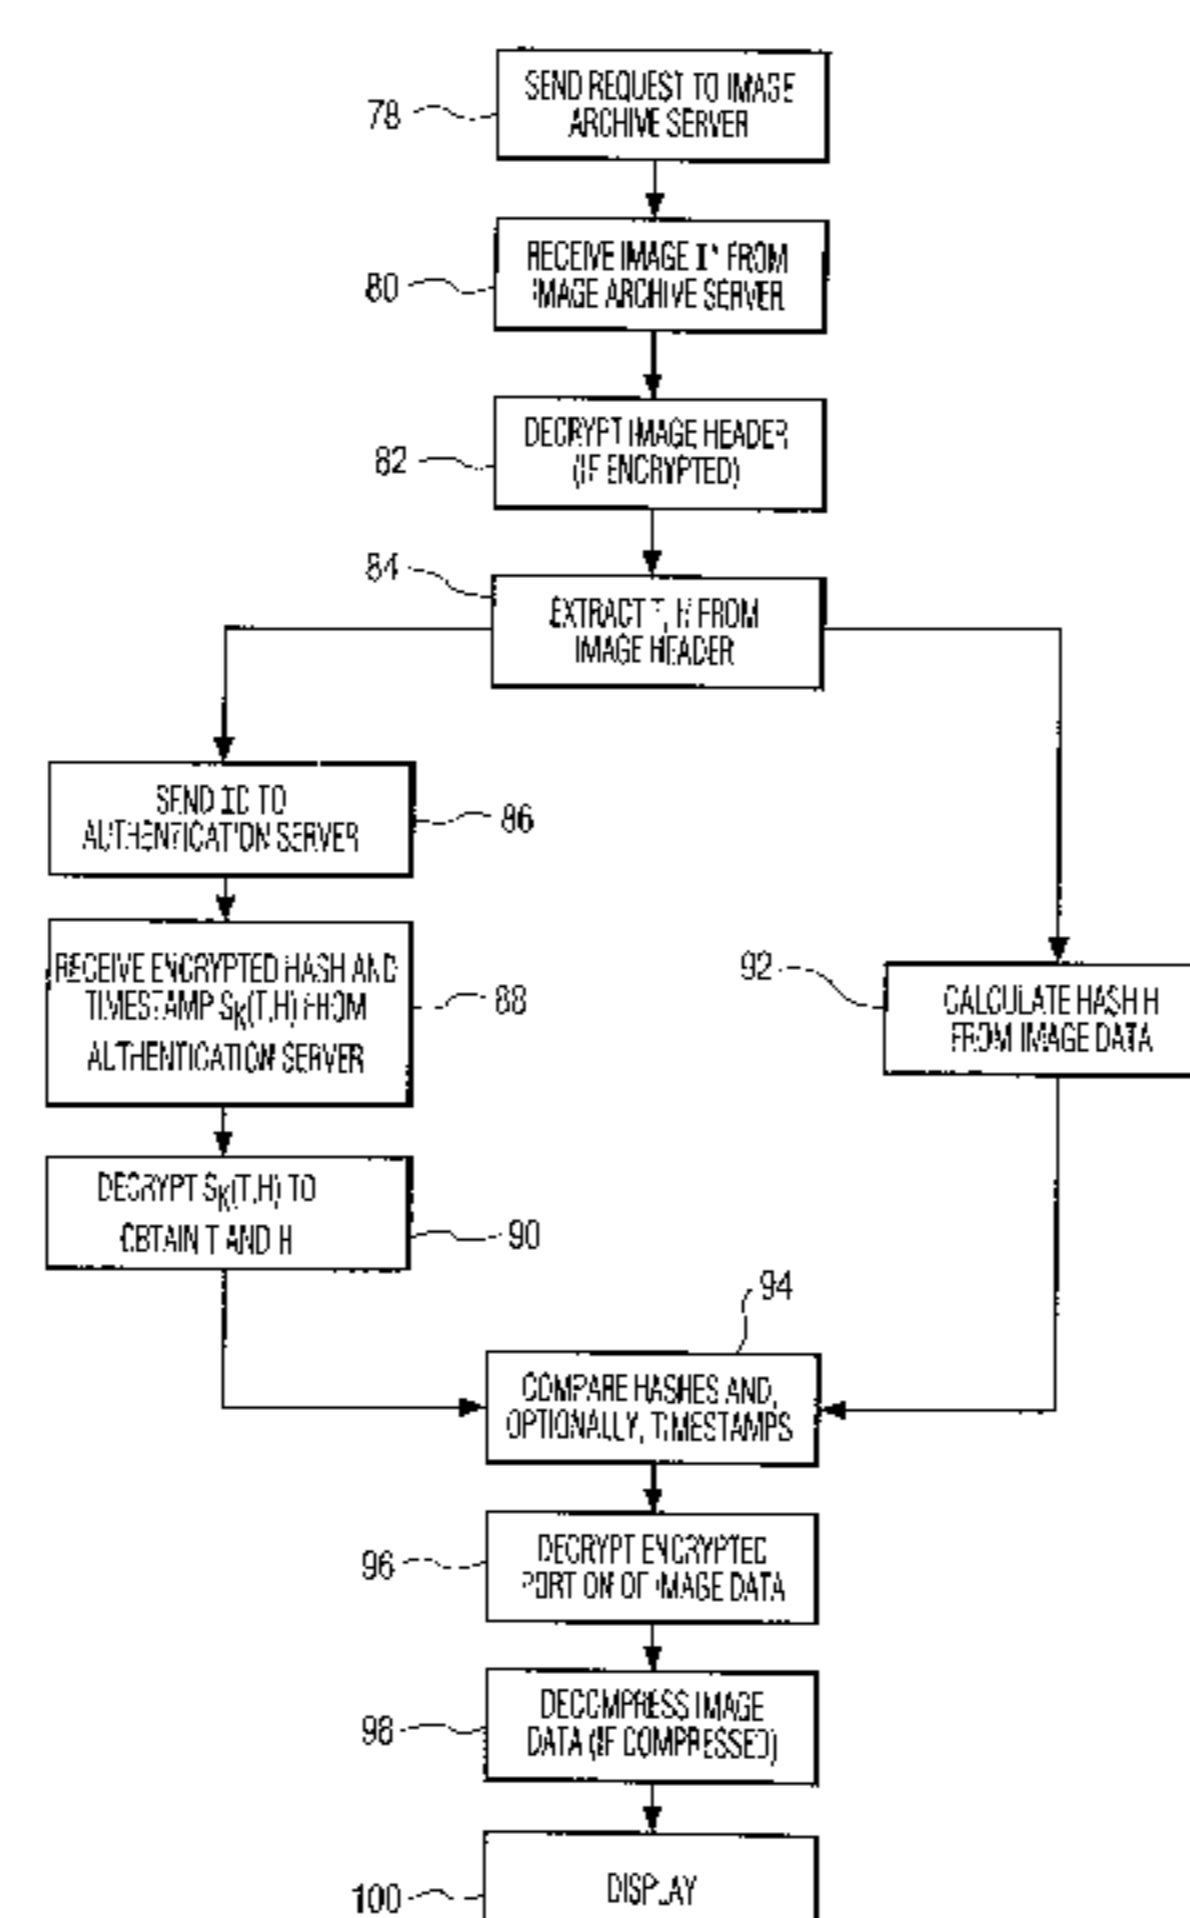 78
SEND REQUEST TO IMAGE
ARCHIVE SERVER
80
RECEIVE IMAGE FROM
IMAGE ARCHIVE SERVER
82
DECRYPT IMAGE HEADER
(IF ENCRYPTED)
84
EXTRACT FROM
IMAGE HEADER
SEND ID TO
AUTHENTICATION SERVER
86
RECEIVE ENCRYPTED HASH AND
TIMESTAMP SK(T,H) FROM
AUTHENTICATION SERVER
88
92
CALCULATE HASH H
FROM IMAGE DATA
DECRYPT SK(T,H) TO
OBTAIN T AND H
90
94
COMPARE HASHES AND,
OPTIONALLY, TIMESTAMPS
96
DECRYPT ENCRYPTED
PORTION OF IMAGE DATA
98
DECOMPRESS IMAGE
DATA (IF COMPRESSED)
100
DISPLAY